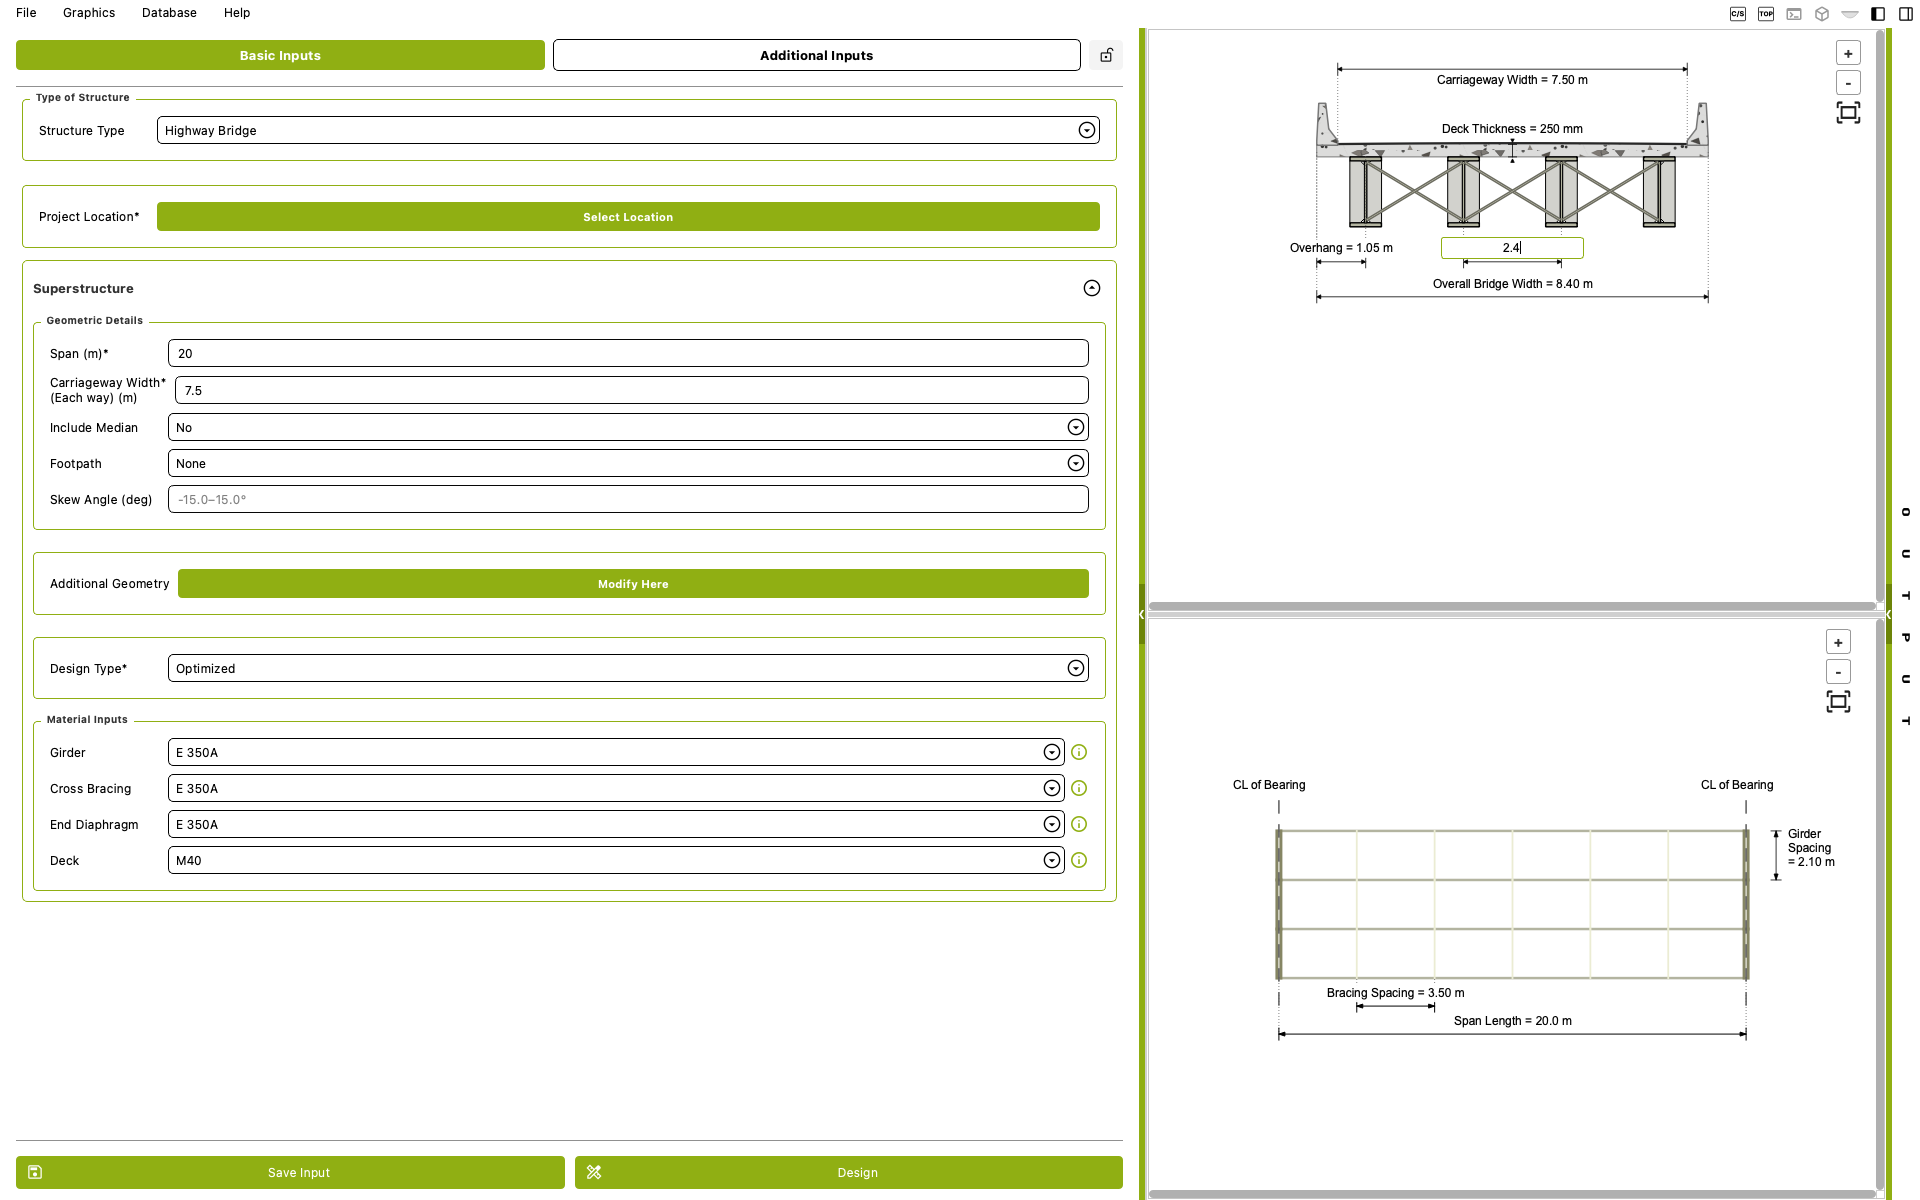 File Graphics Database Help
C/S TOP
Basic Inputs Additional Inputs
Type of Structure
Structure Type Highway Bridge
Project Location* Select Location
Superstructure
Geometric Details
Span (m)* 20
Carriageway Width*
(Each way) (m) 7.5
Include Median No
Footpath None
Skew Angle (deg) -15.0–15.0°
Additional Geometry Modify Here
Design Type* Optimized
Material Inputs
Girder E 350A
Cross Bracing E 350A
End Diaphragm E 350A
Deck M40
Save Input Design
+
-
Carriageway Width = 7.50 m
Deck Thickness = 250 mm
Overhang = 1.05 m 2.4
Overall Bridge Width = 8.40 m
+
-
CL of Bearing CL of Bearing
Girder
Spacing
= 2.10 m
Bracing Spacing = 3.50 m
Span Length = 20.0 m
O
U
T
P
U
T